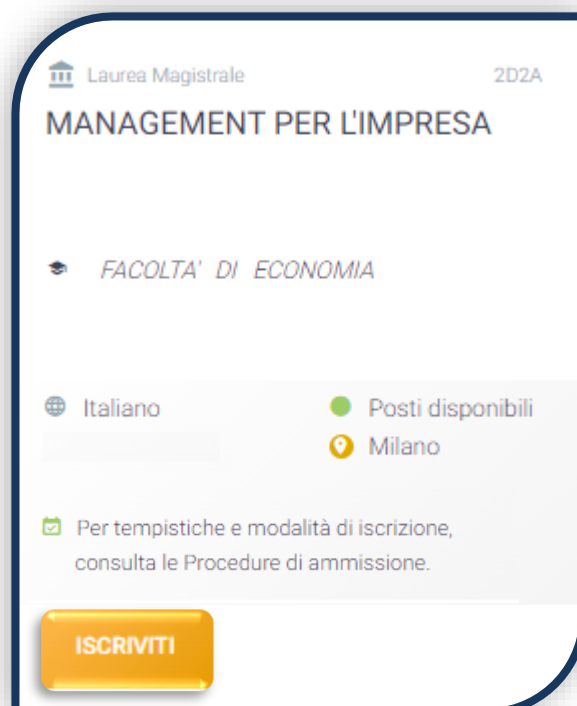 Laurea Magistrale 2D2A
MANAGEMENT PER L'IMPRESA
FACOLTA' DI ECONOMIA
Italiano
Posti disponibili
Milano
Per tempistiche e modalità di iscrizione,
consulta le Procedure di ammissione.
ISCRIVITI